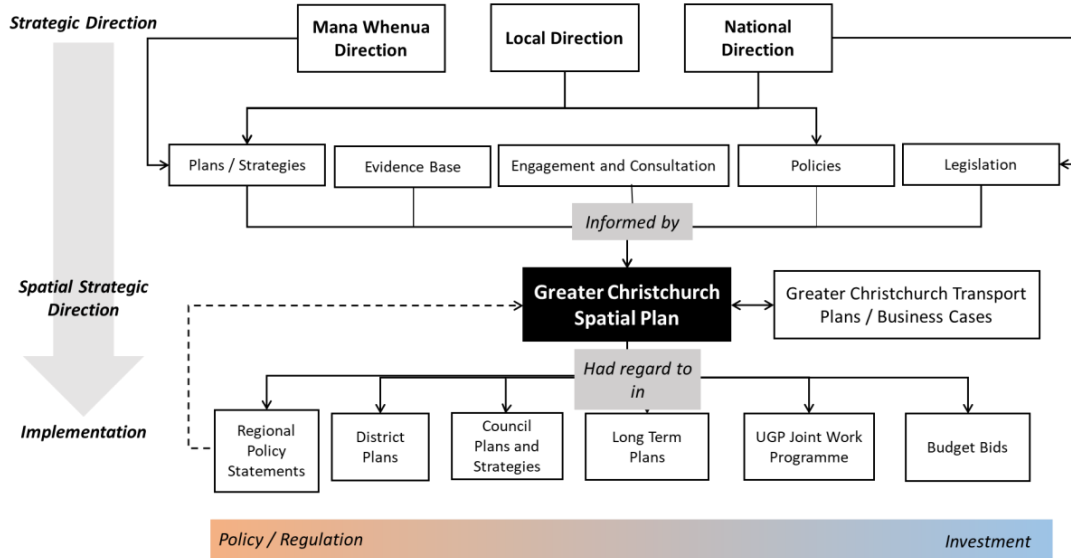 Strategic Direction
Mana Whenua
Direction
Local Direction
National
Direction
Plans / Strategies
Evidence Base
Engagement and Consultation
Policies
Legislation
Informed by
Spatial Strategic
Direction
Greater Christchurch
Spatial Plan
Greater Christchurch Transport
Plans / Business Cases
Had regard to
in
Implementation
Regional
Policy
Statements
District
Plans
Council
Plans and
Strategies
Long Term
Plans
UGP Joint Work
Programme
Budget Bids
Policy / Regulation
Investment